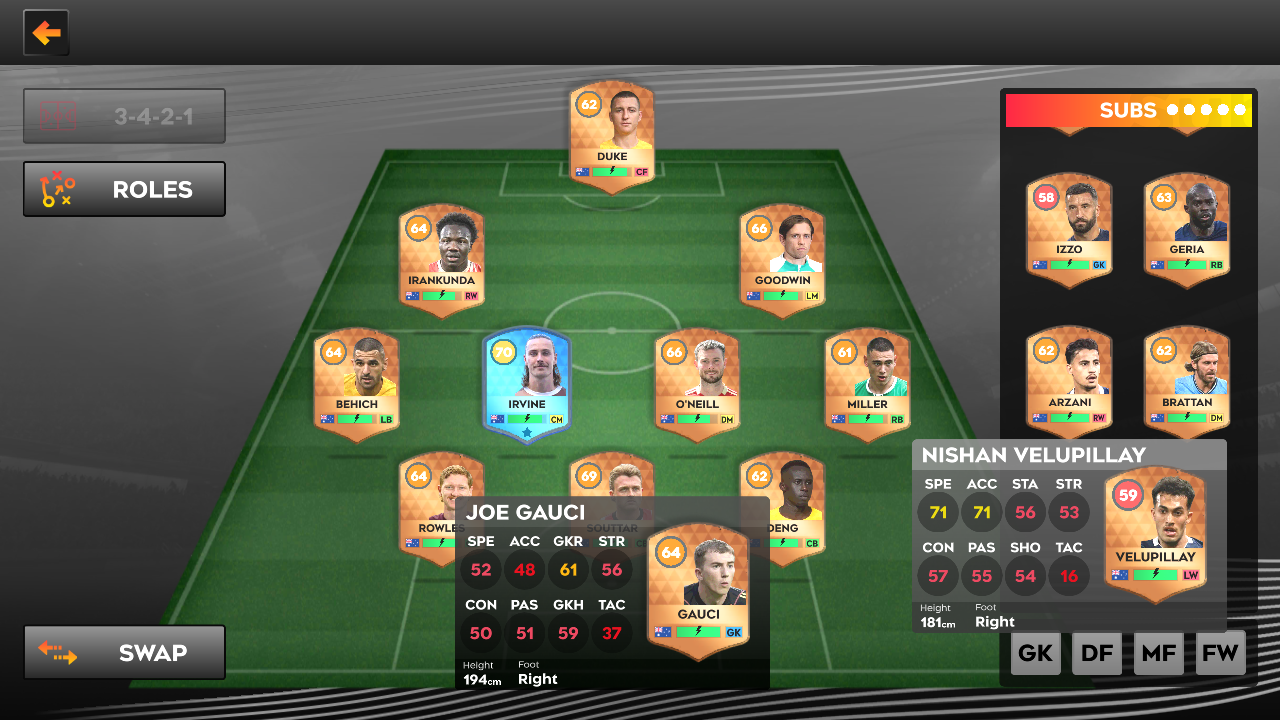 3-4-2-1
ROLES
SUBS
62
DUKE
CF
64
IRANKUNDA
RW
66
GOODWIN
LM
58
IZZO
GK
63
GERIA
RB
64
BEHICH
LB
70
IRVINE
CM
66
O'NEILL
DM
61
MILLER
RB
62
ARZANI
RW
62
BRATTAN
DM
64
ROWLES
69
SOUTTAR
62
DENG
CB
JOE GAUCI
SPE ACC GKR STR
52 48 61 56
CON PAS GKH TAC
50 51 59 37
Height Foot
194cm Right
64
GAUCI
GK
NISHAN VELUPILLAY
SPE ACC STA STR
71 71 56 53
CON PAS SHO TAC
57 55 54 16
Height Foot
181cm Right
59
VELUPILLAY
LW
SWAP
GK DF MF FW